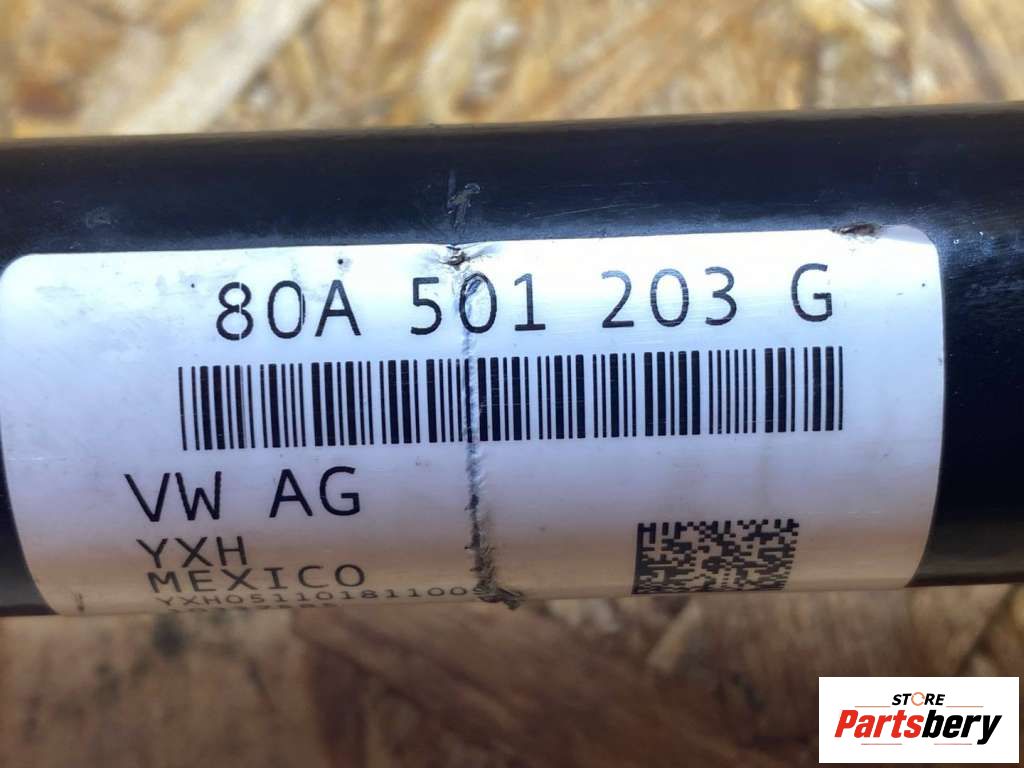 80A 501 203 G
VW AG
YXH
MEXICO
STORE
Partsbery